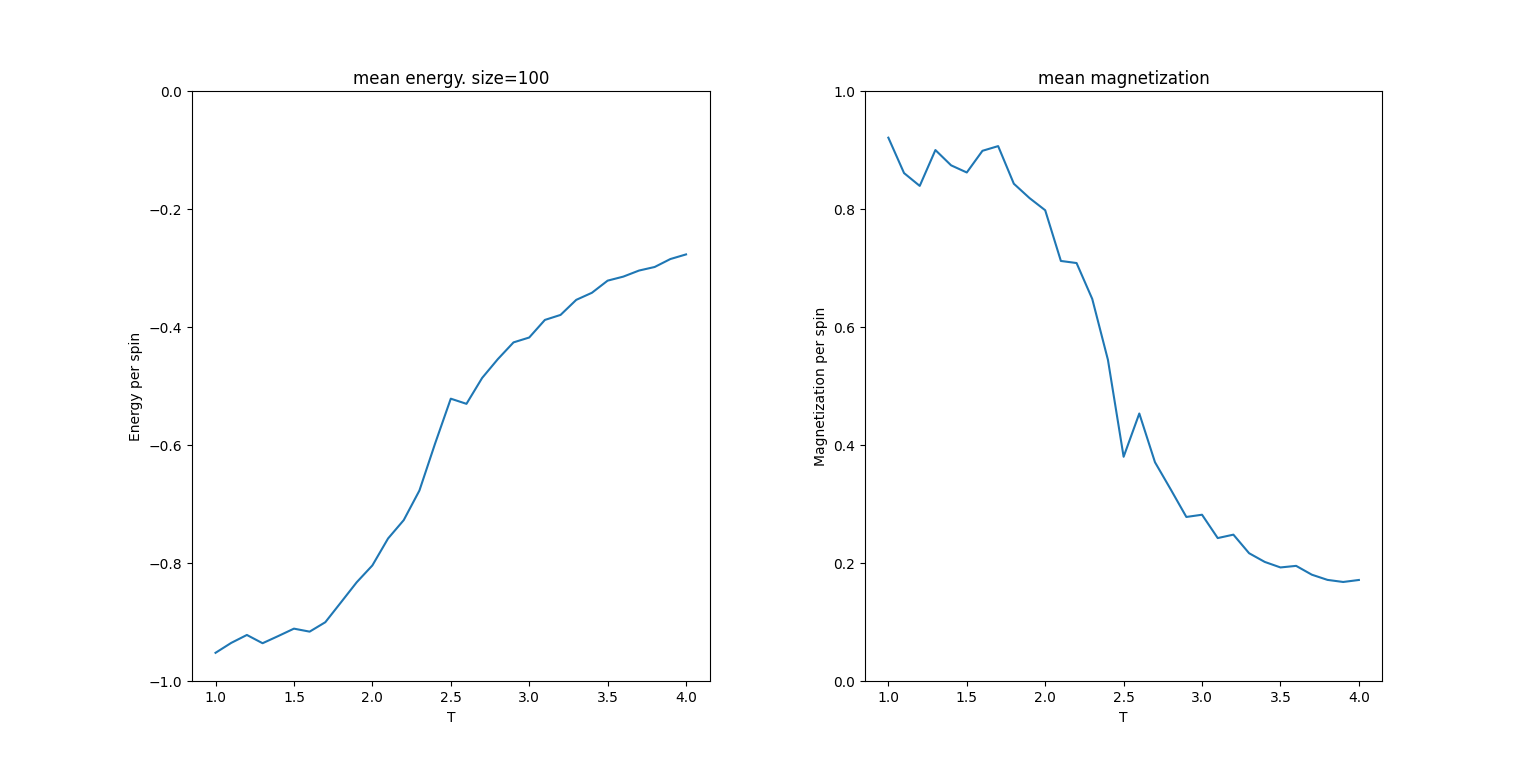 mean energy. size=100
0.0
−0.2
−0.4
−0.6
−0.8
−1.0
Energy per spin
1.0 1.5 2.0 2.5 3.0 3.5 4.0
T
mean magnetization
1.0
0.8
0.6
0.4
0.2
0.0
Magnetization per spin
1.0 1.5 2.0 2.5 3.0 3.5 4.0
T